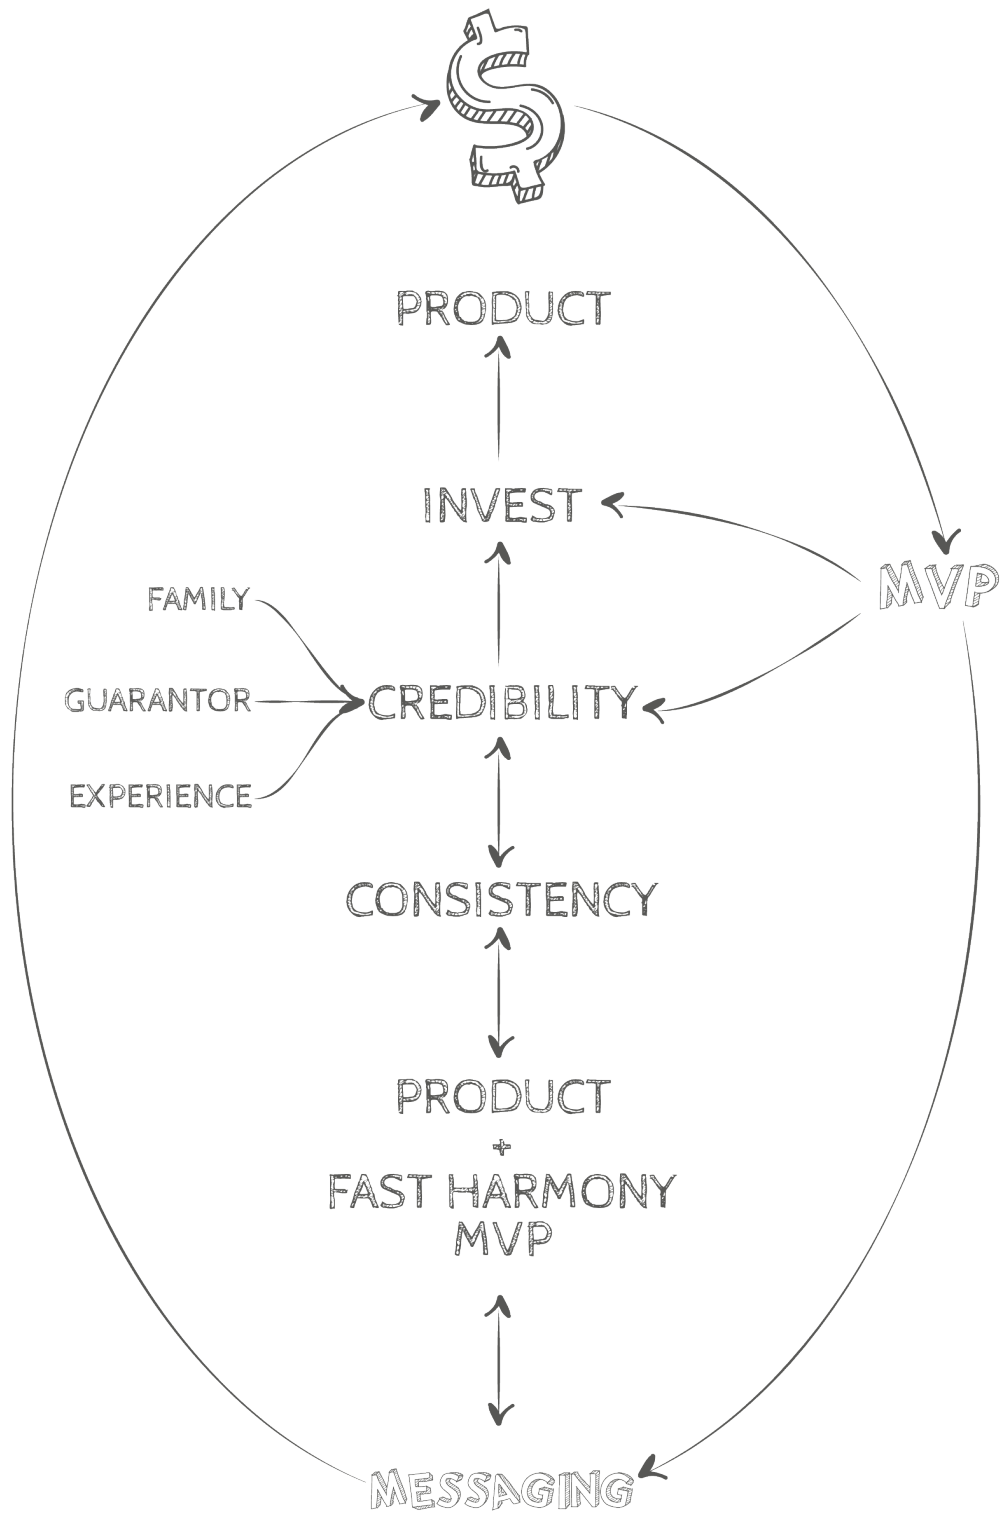 $
PRODUCT
INVEST
MVP
FAMILY
GUARANTOR
CREDIBILITY
EXPERIENCE
CONSISTENCY
PRODUCT
+
FAST HARMONY
MVP
MESSAGING